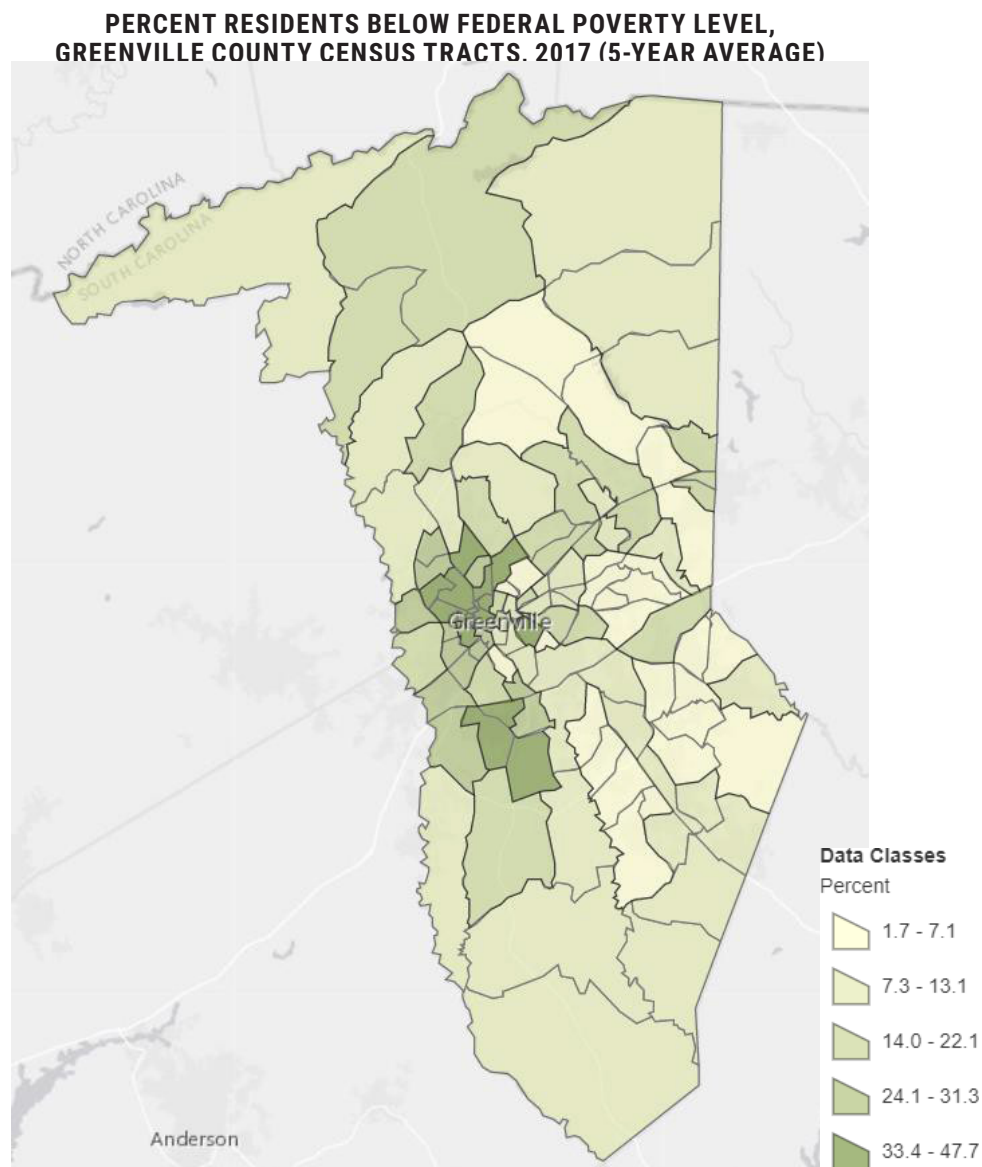 PERCENT RESIDENTS BELOW FEDERAL POVERTY LEVEL,
GREENVILLE COUNTY CENSUS TRACTS, 2017 (5-YEAR AVERAGE)
NORTH CAROLINA
SOUTH CAROLINA
Greenville
Anderson
Data Classes
Percent
1.7 - 7.1
7.3 - 13.1
14.0 - 22.1
24.1 - 31.3
33.4 - 47.7